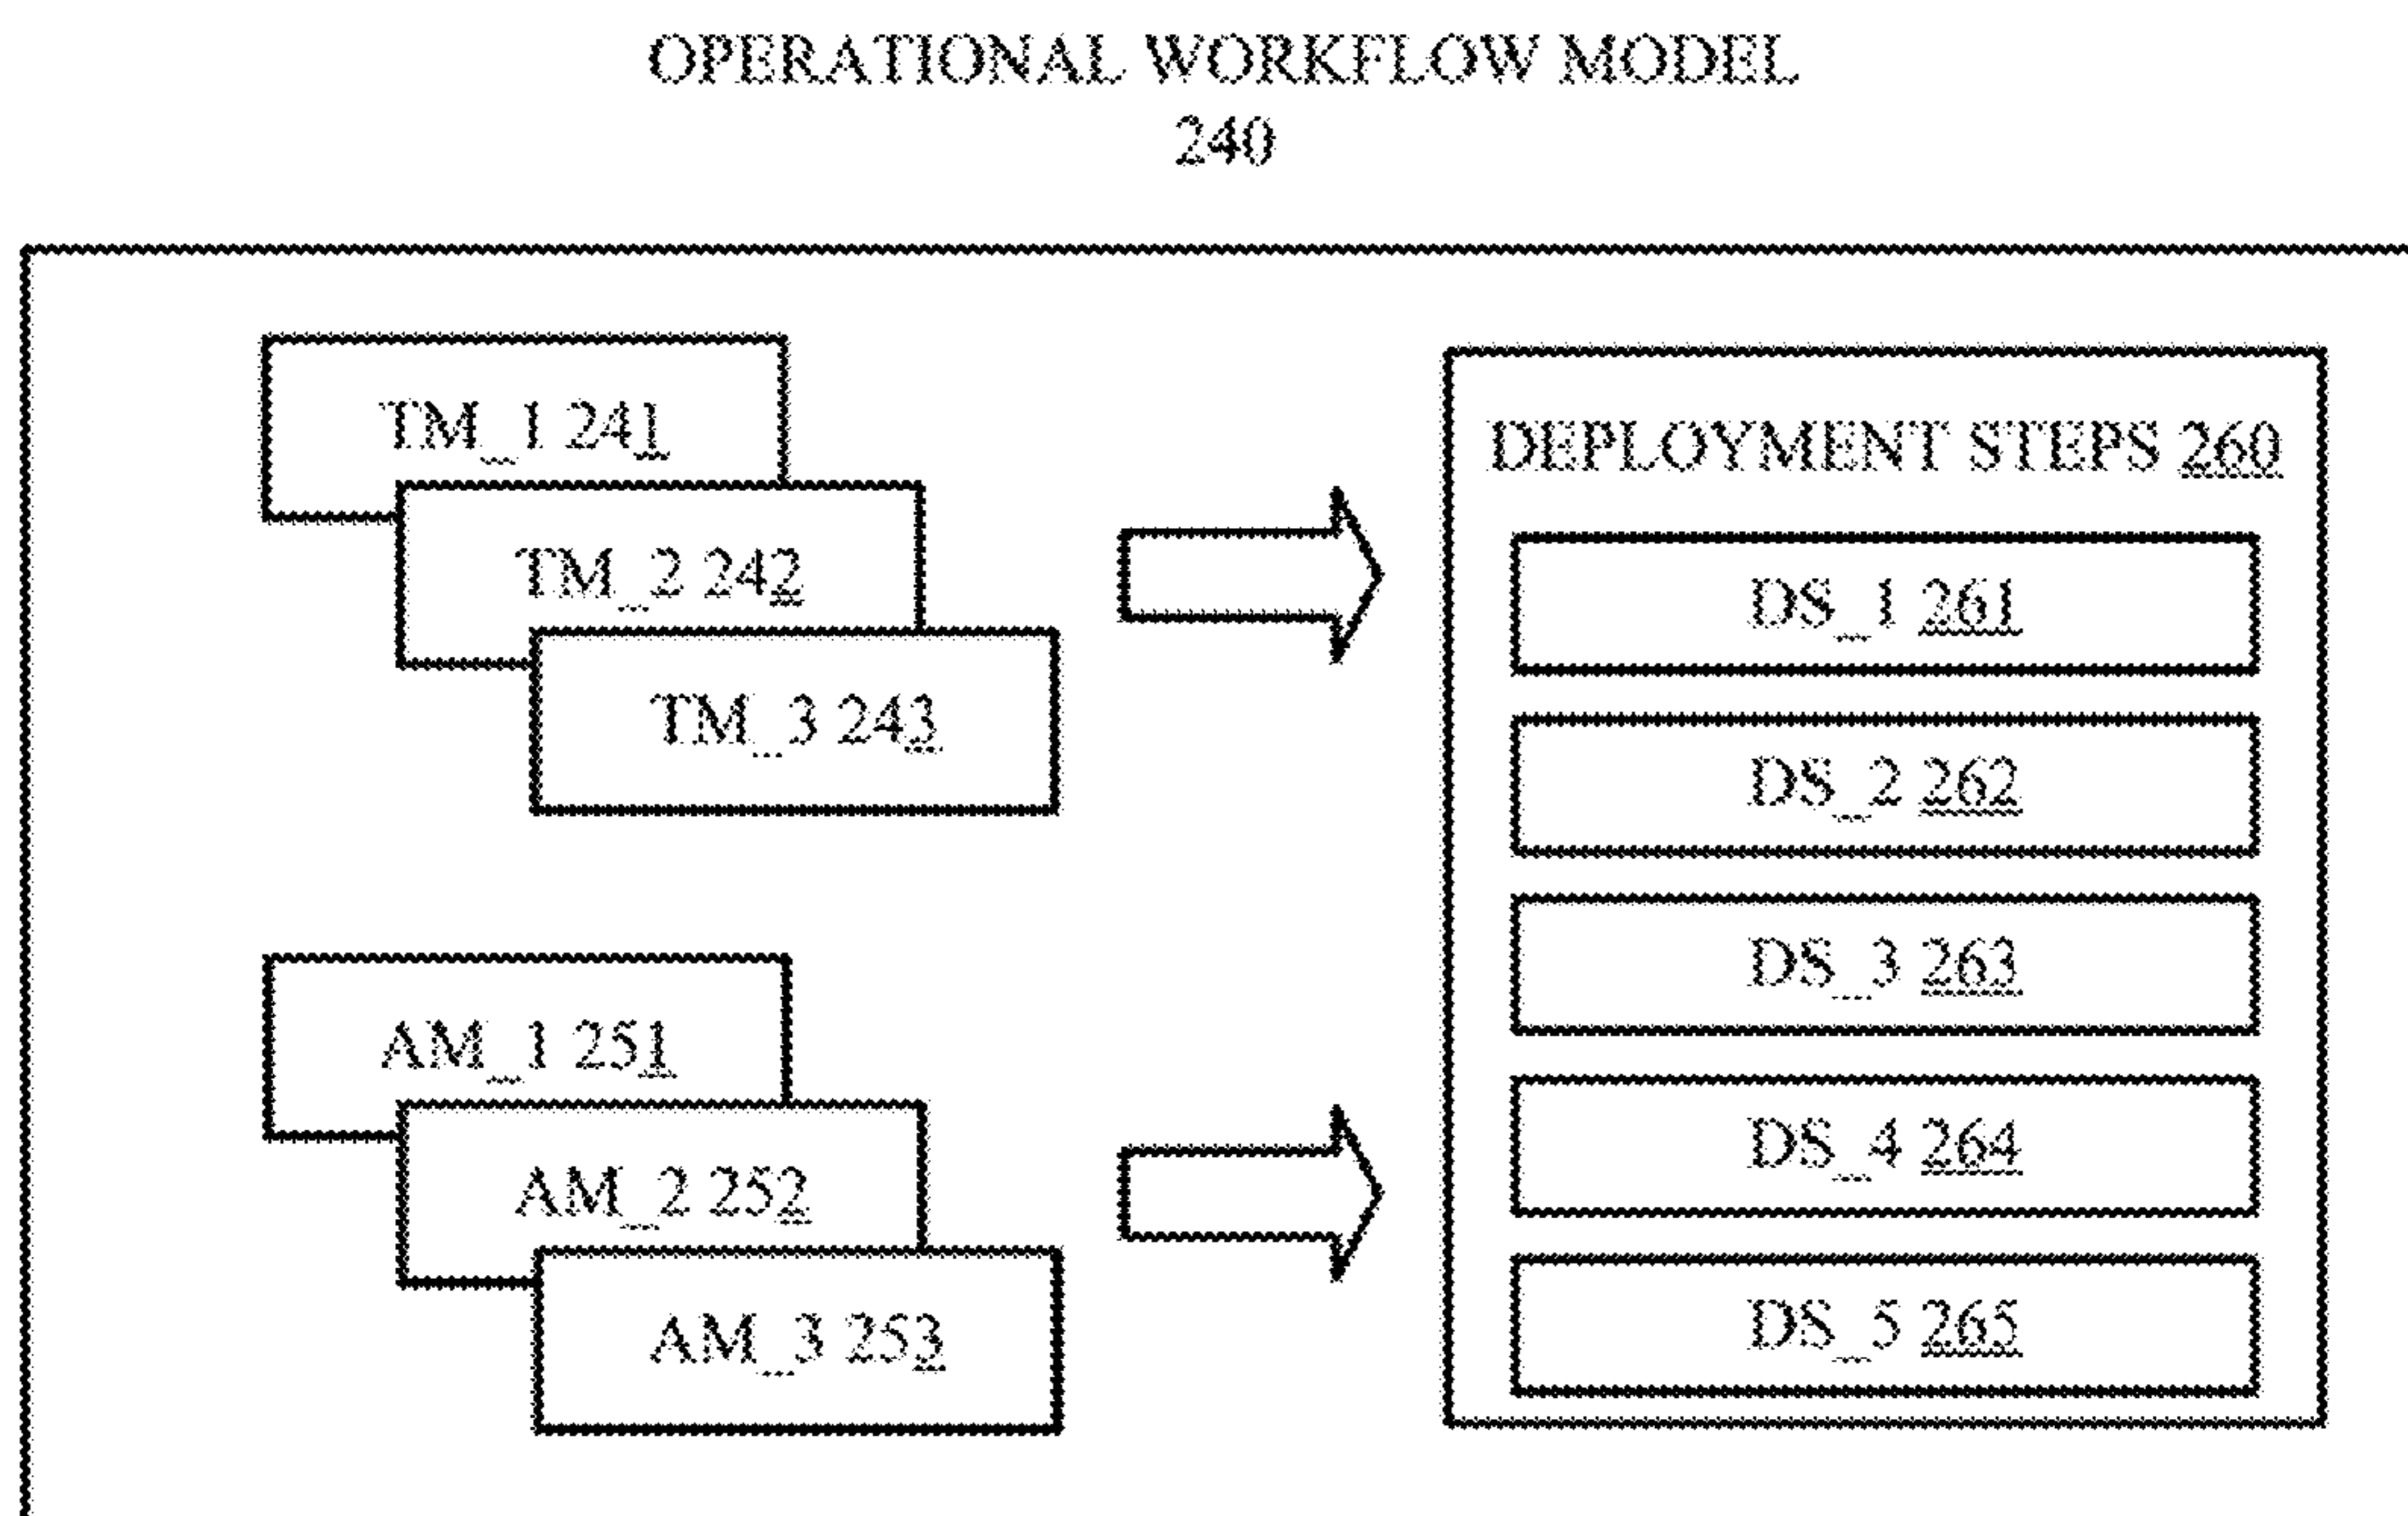 OPERATIONAL WORKFLOW MODEL
240
TM_1 241
TM_2 242
TM_3 243
AM_1 251
AM_2 252
AM_3 253
DEPLOYMENT STEPS 260
DS_1 261
DS_2 262
DS_3 263
DS_4 264
DS_5 265